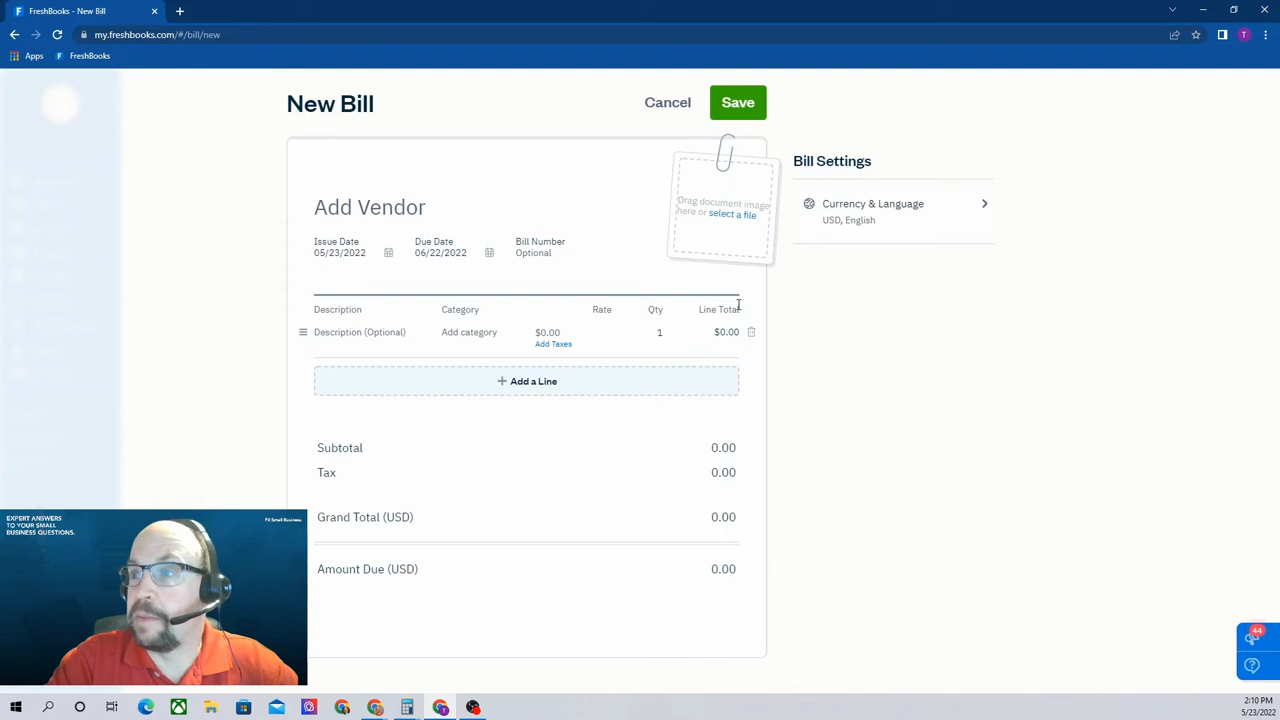 FreshBooks - New Bill
my.freshbooks.com/#/bill/new
T
Apps
FreshBooks
New Bill
Cancel
Save
Drag document image
here or select a file
Bill Settings
Currency & Language
USD, English
Add Vendor
Issue Date
05/23/2022
Due Date
06/22/2022
Bill Number
Optional
Description
Category
Rate
Qty
Line Total
Description (Optional)
Add category
$0.00
1
$0.00
Add Taxes
+ Add a Line
Subtotal
0.00
Tax
0.00
Grand Total (USD)
0.00
Amount Due (USD)
0.00
EXPERT ANSWERS
TO YOUR SMALL
BUSINESS QUESTIONS.
Fit Small Business
44
2:10 PM
5/23/2022